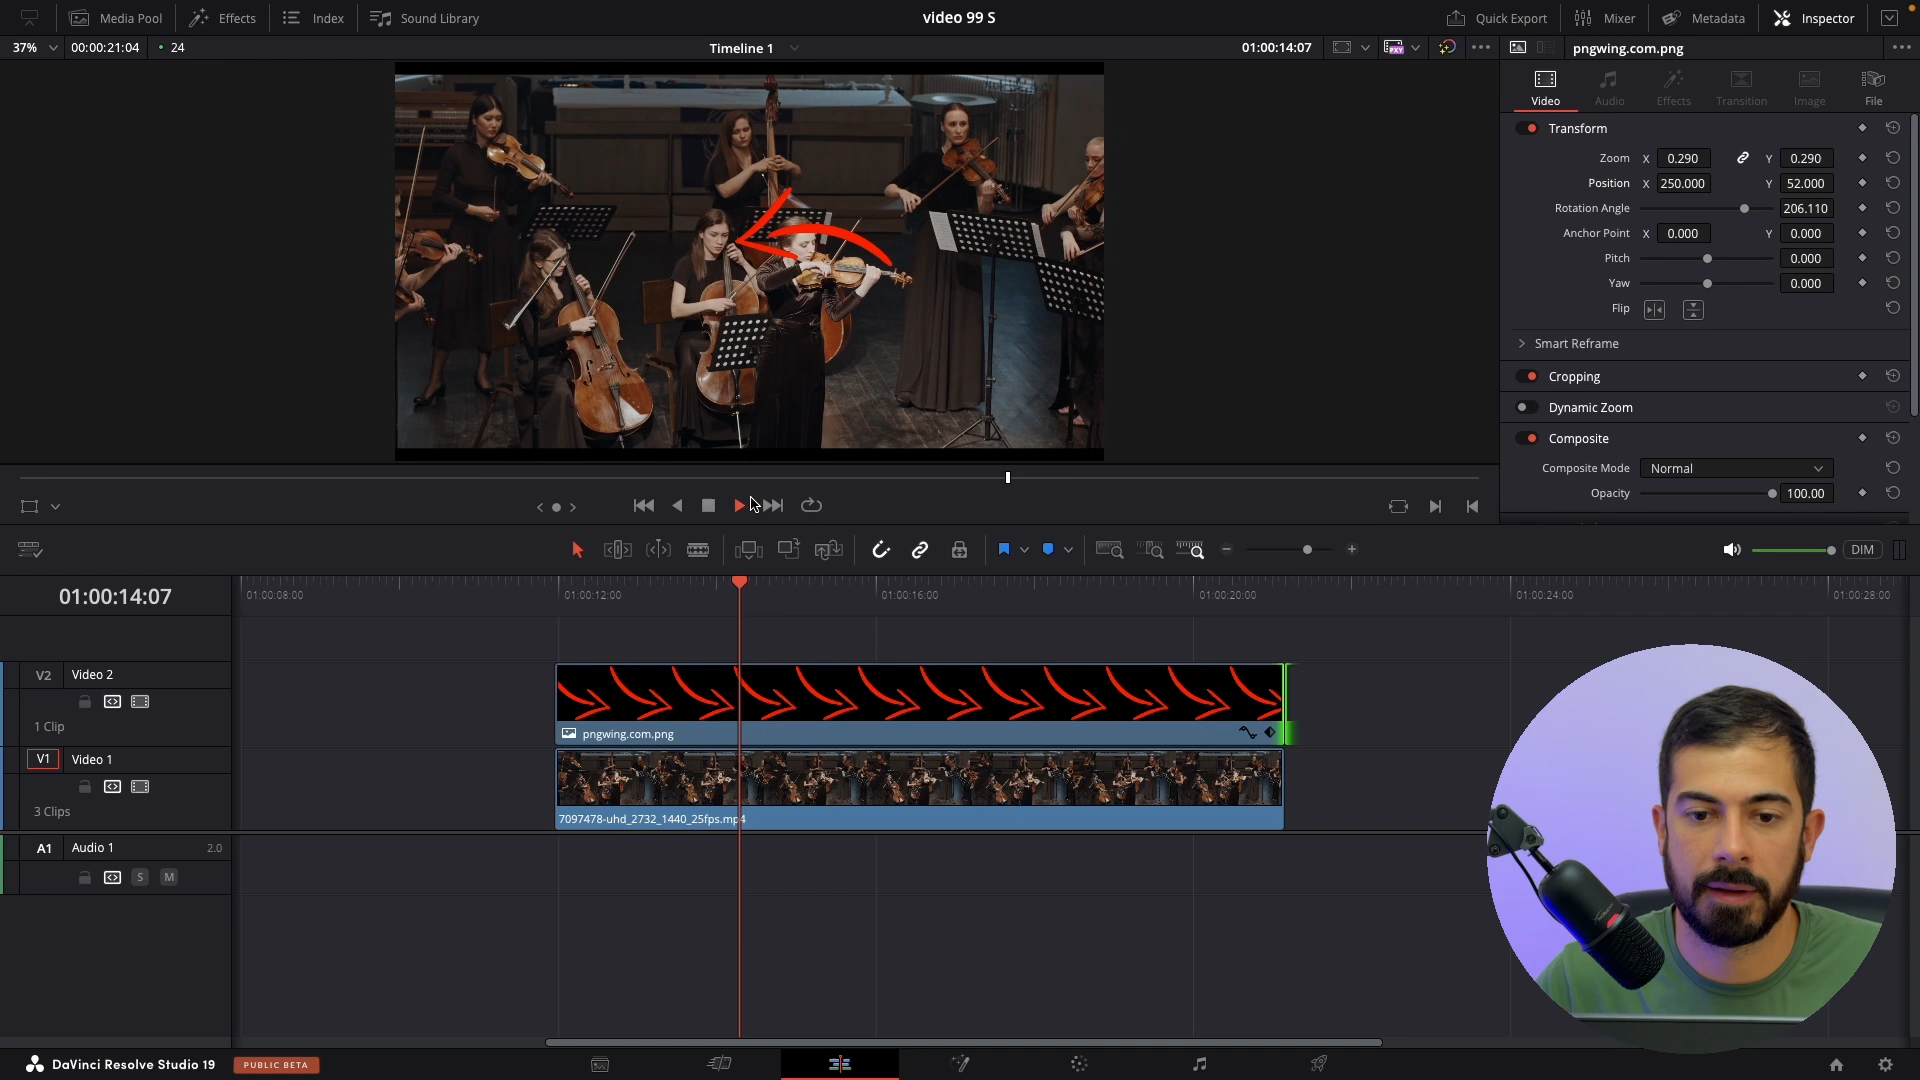 Media Pool
Effects
Index
Sound Library
video 99 S
Quick Export
Mixer
Metadata
Inspector
37%
00:00:21:04
24
Timeline 1
01:00:14:07
PXY
pngwing.com.png
Video
Audio
Effects
Transition
Image
File
Transform
Zoom X 0.290 Y 0.290
Position X 250.000 Y 52.000
Rotation Angle 206.110
Anchor Point X 0.000 Y 0.000
Pitch 0.000
Yaw 0.000
Flip
Smart Reframe
Cropping
Dynamic Zoom
Composite
Composite Mode Normal
Opacity 100.00
DIM
01:00:14:07
01:00:08:00
01:00:12:00
01:00:16:00
01:00:20:00
01:00:24:00
01:00:28:00
V2 Video 2
1 Clip
pngwing.com.png
V1 Video 1
3 Clips
7097478-uhd_2732_1440_25fps.mp4
A1 Audio 1 2.0
S M
DaVinci Resolve Studio 19
PUBLIC BETA